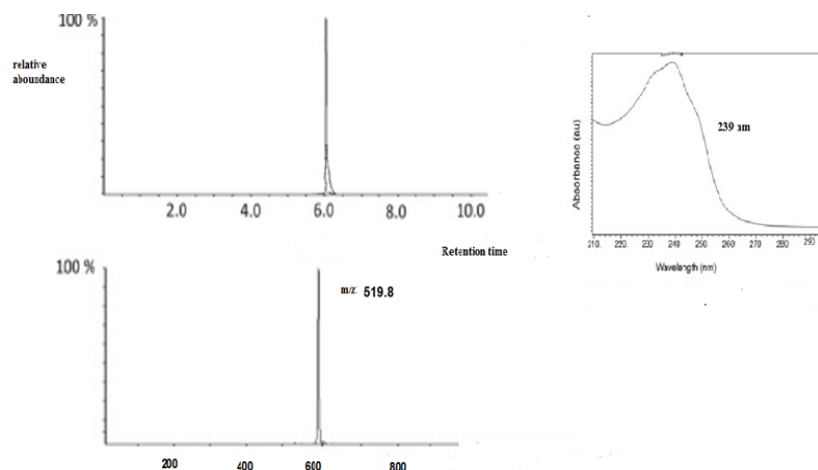 100 %
relative
aboundance
2.0 4.0 6.0 8.0 10.0
Retention time
100 %
m/z 519.8
200 400 600 800
239 nm
Absorbance (au)
210. 220. 230. 240. 250. 260. 270. 280. 290.
Wavelength (nm)